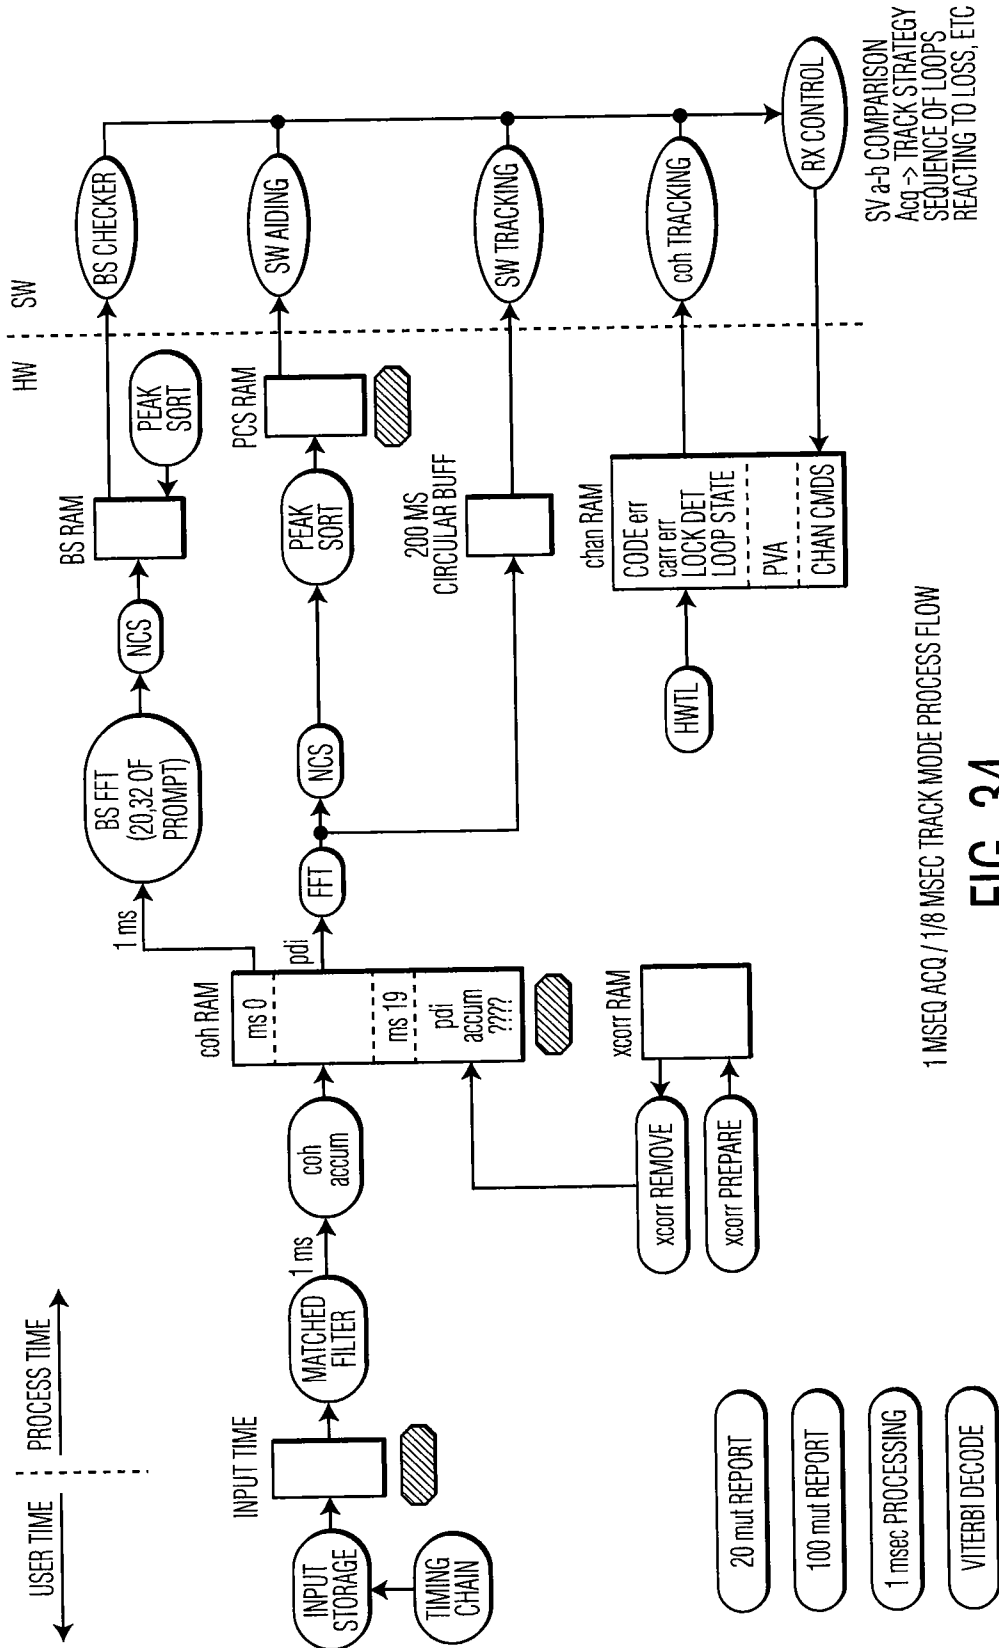 USER TIME
PROCESS TIME
INPUT
STORAGE
TIMING
CHAIN
INPUT TIME
MATCHED
FILTER
1 ms
coh
accum
coh RAM
ms 0
ms 19
pdi
accum
????
1 ms
pdi
BS FFT
(20,32 OF
PROMPT)
NCS
BS RAM
PEAK
SORT
FFT
NCS
PEAK
SORT
PCS RAM
200 MS
CIRCULAR BUFF
HW
SW
BS CHECKER
SW AIDING
SW TRACKING
coh TRACKING
RX CONTROL
xcorr RAM
xcorr REMOVE
xcorr PREPARE
HWTL
chan RAM
CODE err
carr err
LOCK DET
LOOP STATE
PVA
CHAN CMDS
SV a-b COMPARISON
Acq -> TRACK STRATEGY
SEQUENCE OF LOOPS
REACTING TO LOSS, ETC
20 mut REPORT
100 mut REPORT
1 msec PROCESSING
VITERBI DECODE
1 MSEQ ACQ / 1/8 MSEC TRACK MODE PROCESS FLOW
FIG. 34